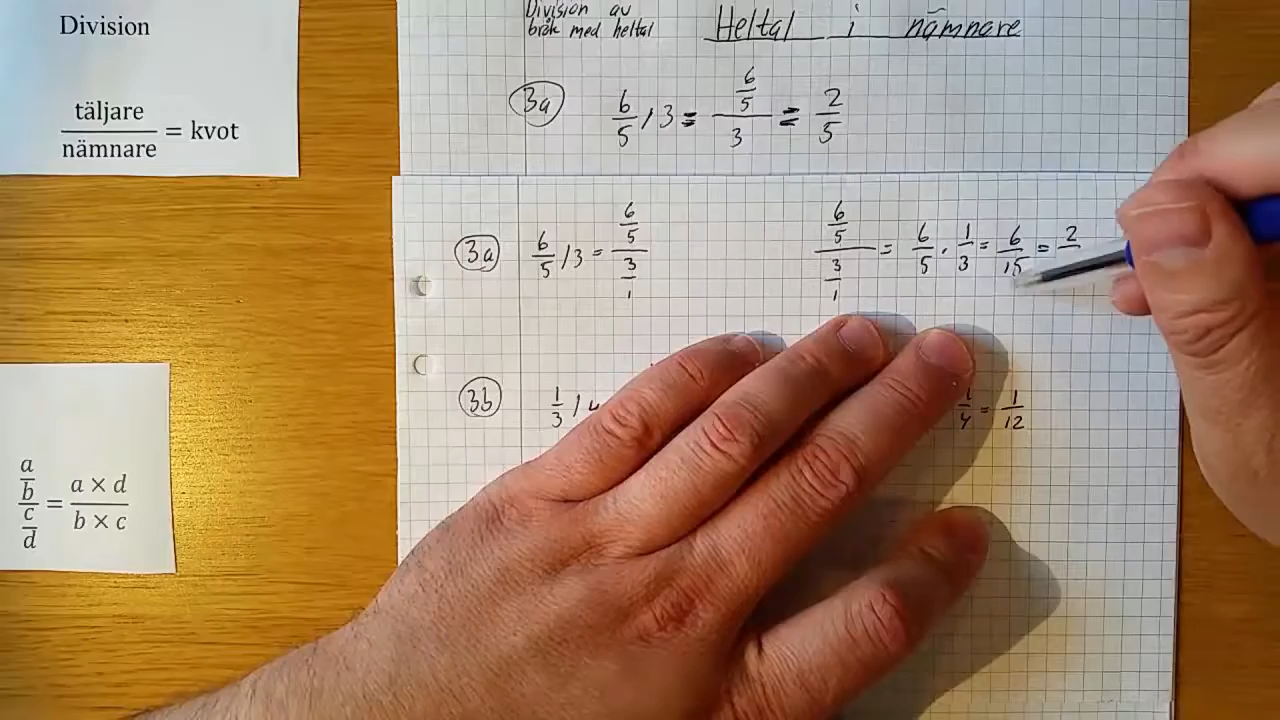 Division
täljare
nämnare
= kvot
a/b / c/d = a × d / b × c
Division av
bråk med heltal
Heltal i nämnare
3a 6/5 / 3 = 6/5 / 3 = 2/5
3a 6/5 / 3 = 6/5 / 3/1
6/5 / 3/1 = 6/5 · 1/3 = 6/15 = 2
3b 1/3 /
1/4 = 1/12